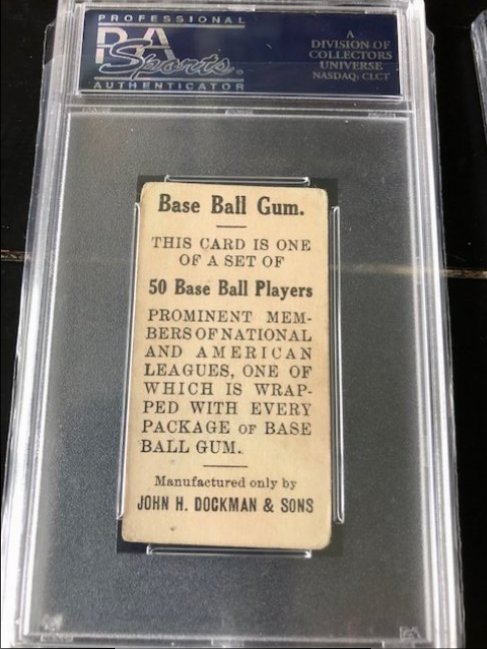 PROFESSIONAL
PSA
Sports
AUTHENTICATOR
A
DIVISION OF
COLLECTORS
UNIVERSE
NASDAQ: CLCT
Base Ball Gum.
THIS CARD IS ONE
OF A SET OF
50 Base Ball Players
PROMINENT MEM-
BERS OF NATIONAL
AND AMERICAN
LEAGUES, ONE OF
WHICH IS WRAP-
PED WITH EVERY
PACKAGE OF BASE
BALL GUM.
Manufactured only by
JOHN H. DOCKMAN & SONS